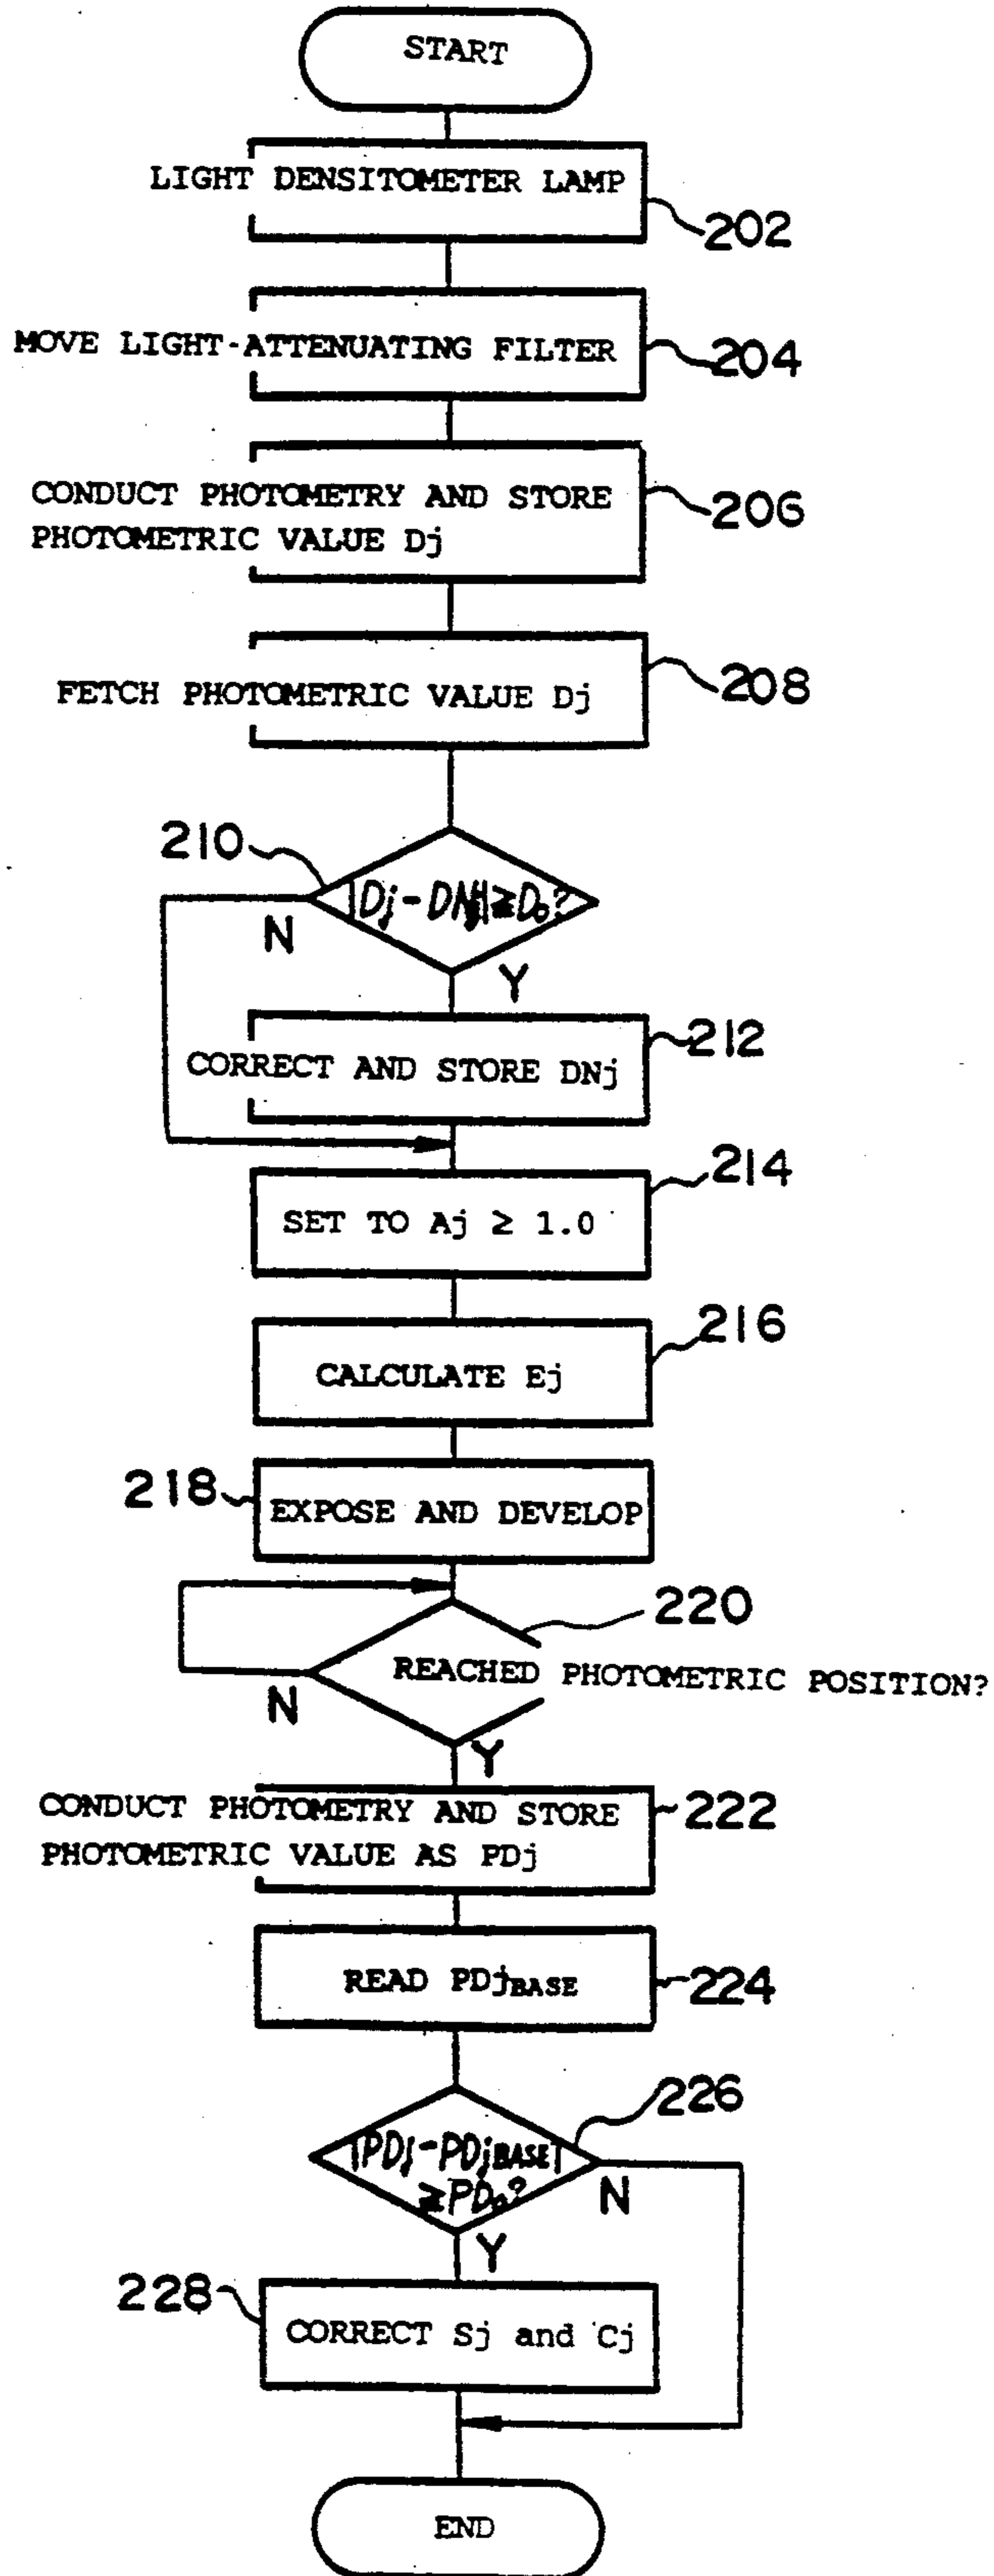 START
LIGHT DENSITOMETER LAMP
202
MOVE LIGHT-ATTENUATING FILTER
204
CONDUCT PHOTOMETRY AND STORE
PHOTOMETRIC VALUE Dj
206
FETCH PHOTOMETRIC VALUE Dj
208
210
|Dj-DNj|≧D₀?
N
Y
212
CORRECT AND STORE DNj
214
SET TO Aj ≥ 1.0
216
CALCULATE Ej
218
EXPOSE AND DEVELOP
220
REACHED PHOTOMETRIC POSITION?
N
Y
CONDUCT PHOTOMETRY AND STORE
PHOTOMETRIC VALUE AS PDj
222
READ PDjBASE
224
226
|PDj-PDjBASE|
≧PD₀?
N
Y
228
CORRECT Sj and Cj
END